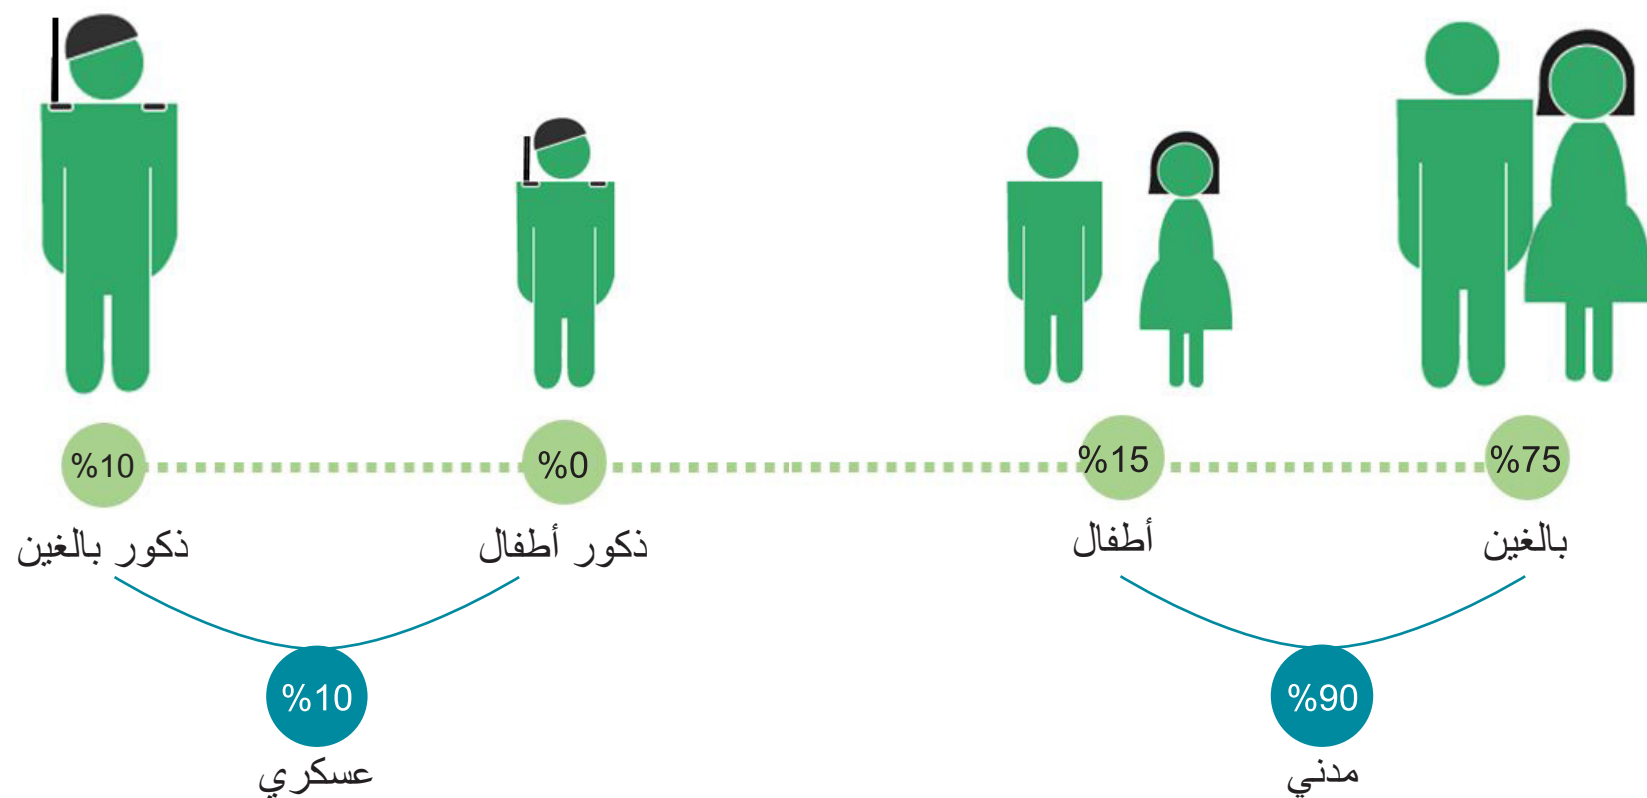 %75
%15
%0
%10
بالغين
أطفال
ذكور أطفال
ذكور بالغين
%90
%10
مدني
عسكري